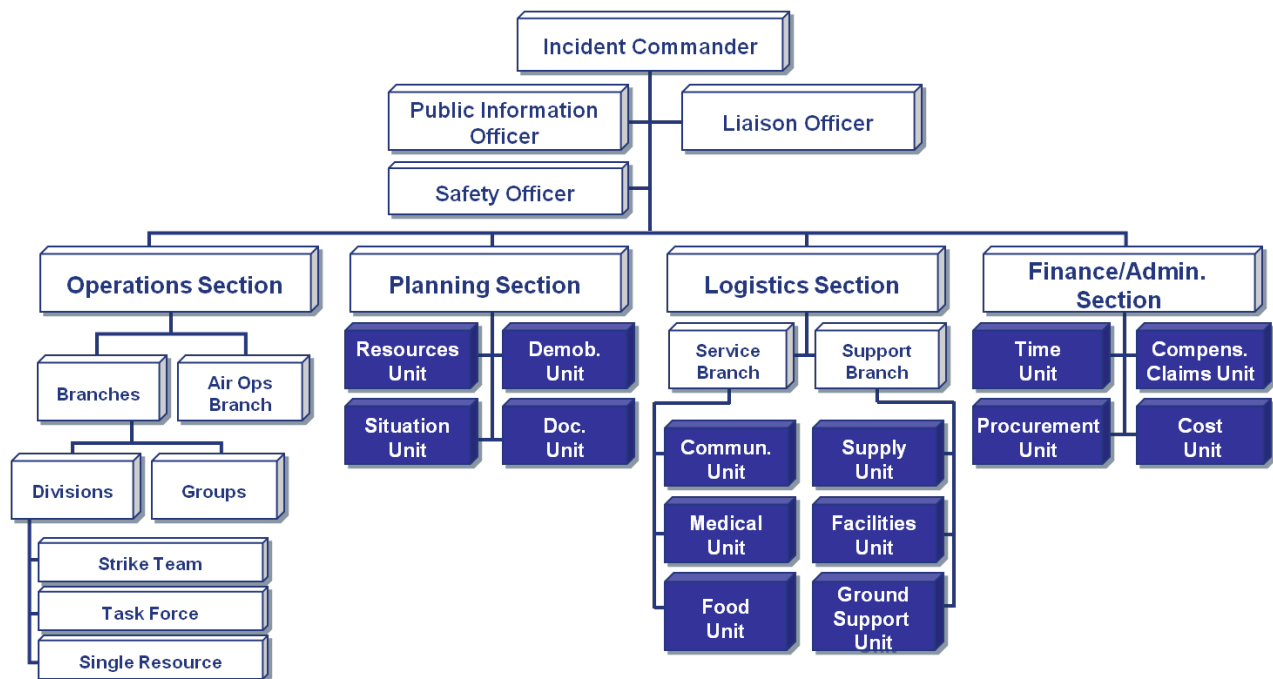 Incident Commander
Public Information
Officer
Liaison Officer
Safety Officer
Operations Section
Planning Section
Logistics Section
Finance/Admin.
Section
Branches
Air Ops
Branch
Divisions
Groups
Strike Team
Task Force
Single Resource
Resources
Unit
Demob.
Unit
Situation
Unit
Doc.
Unit
Service
Branch
Support
Branch
Commun.
Unit
Supply
Unit
Medical
Unit
Facilities
Unit
Food
Unit
Ground
Support
Unit
Time
Unit
Compens.
Claims Unit
Procurement
Unit
Cost
Unit